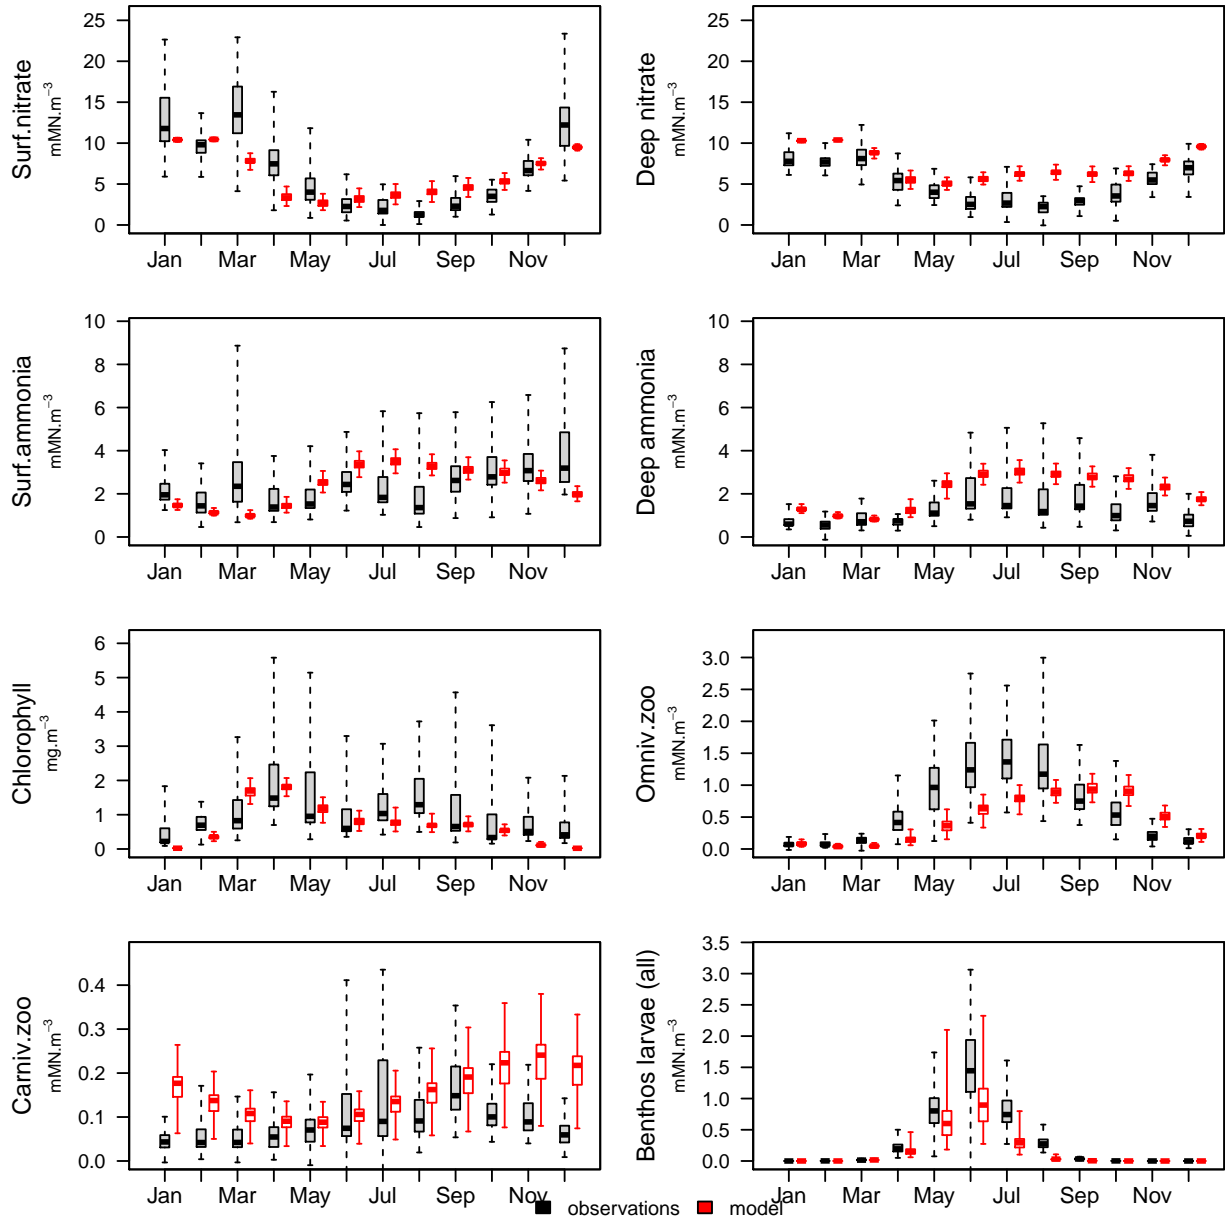 Surf.nitrate
mMN.m⁻³
25
20
15
10
5
0
Jan Mar May Jul Sep Nov
Deep nitrate
mMN.m⁻³
25
20
15
10
5
0
Jan Mar May Jul Sep Nov
Surf.ammonia
mMN.m⁻³
10
8
6
4
2
0
Jan Mar May Jul Sep Nov
Deep ammonia
mMN.m⁻³
10
8
6
4
2
0
Jan Mar May Jul Sep Nov
Chlorophyll
mg.m⁻³
6
5
4
3
2
1
0
Jan Mar May Jul Sep Nov
Omniv.zoo
mMN.m⁻³
3.0
2.5
2.0
1.5
1.0
0.5
0.0
Jan Mar May Jul Sep Nov
Carniv.zoo
mMN.m⁻³
0.4
0.3
0.2
0.1
0.0
Jan Mar May Jul Sep Nov
Benthos larvae (all)
mMN.m⁻³
3.5
3.0
2.5
2.0
1.5
1.0
0.5
0.0
Jan Mar May Jul Sep Nov
observations model